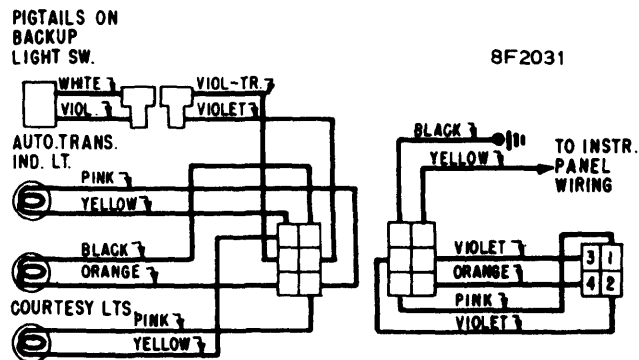 PIGTAILS ON
BACKUP
LIGHT SW.
8F2031
WHITE
VIOL-TR.
VIOL.
VIOLET
AUTO.TRANS.
IND. LT.
BLACK
YELLOW
TO INSTR.
PANEL
WIRING
PINK
YELLOW
BLACK
ORANGE
VIOLET
ORANGE
PINK
VIOLET
3 1
4 2
COURTESY LTS
PINK
YELLOW